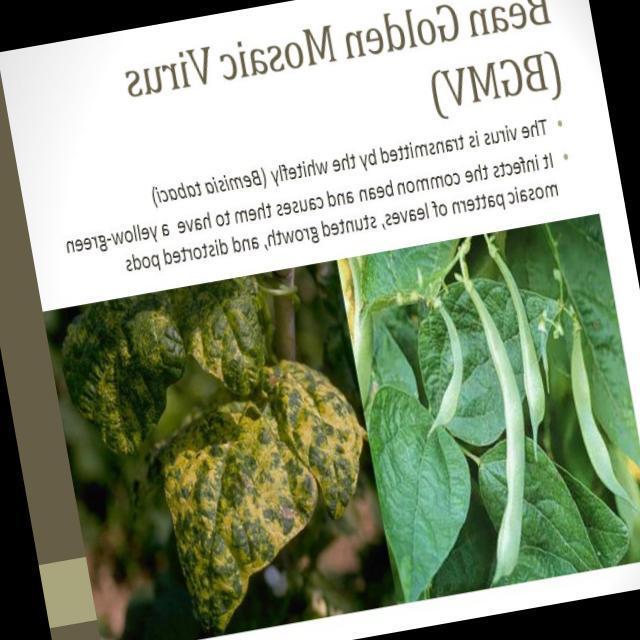 Bean Golden Mosaic Virus
(BGMV)
• The virus is transmitted by the whitefly (Bemisia tabaci)
• It infects the common bean and causes them to have a yellow-green
mosaic pattern of leaves, stunted growth, and distorted pods